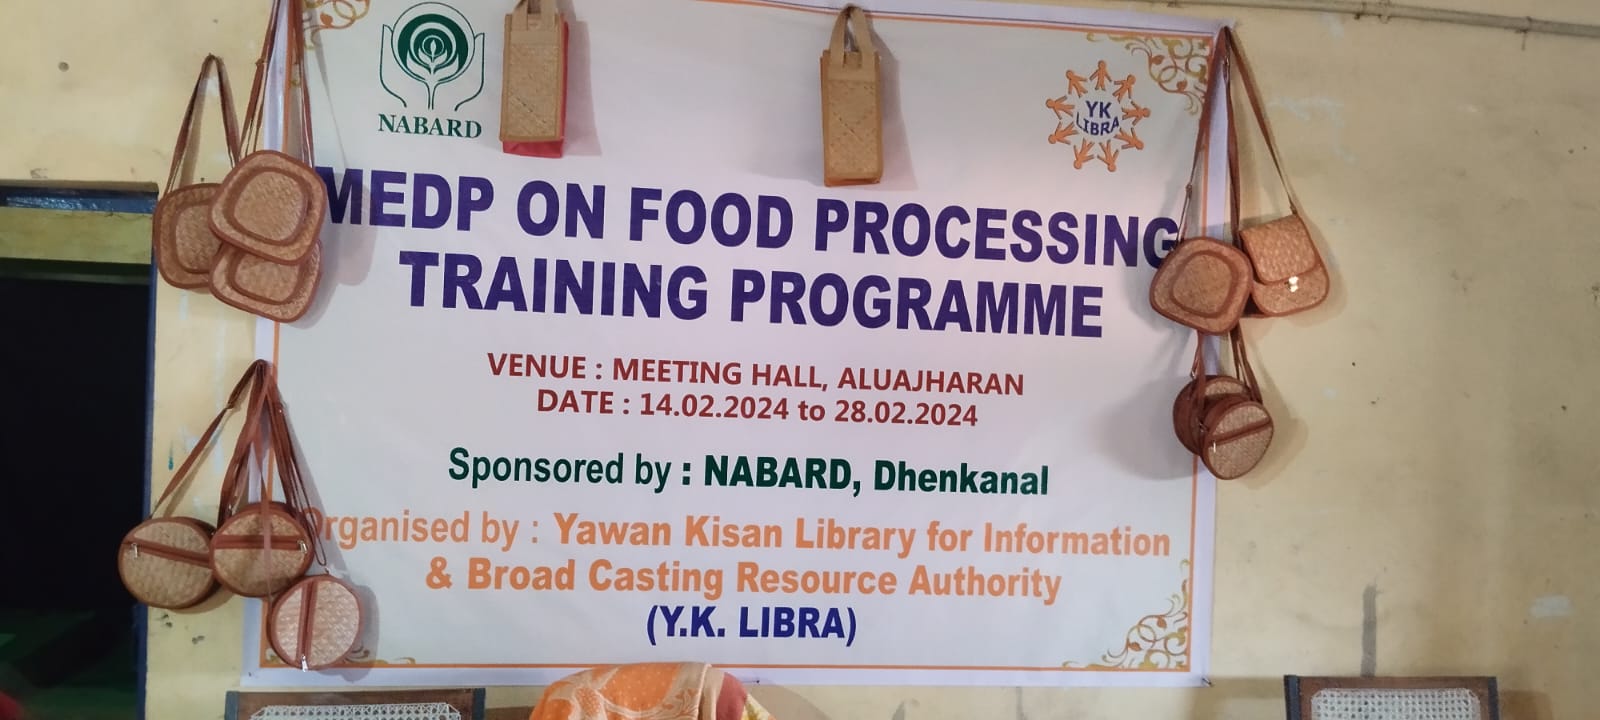 NABARD
YK
LIBRA
MEDP ON FOOD PROCESSING
TRAINING PROGRAMME
VENUE : MEETING HALL, ALUAJHARAN
DATE : 14.02.2024 to 28.02.2024
Sponsored by : NABARD, Dhenkanal
Organised by : Yawan Kisan Library for Information
& Broad Casting Resource Authority
(Y.K. LIBRA)